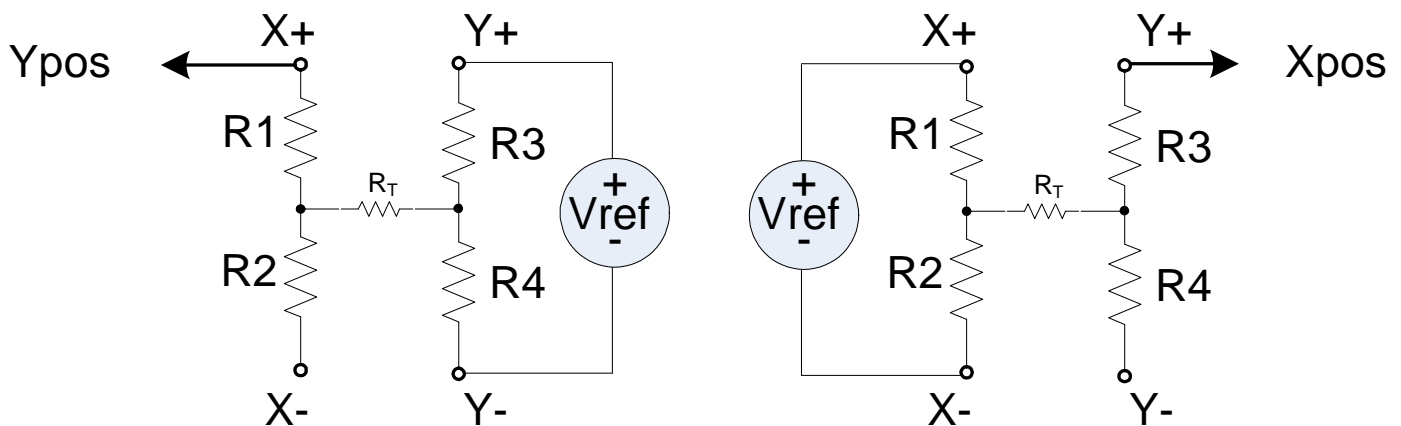 X+ Y+ X+ Y+
Ypos Xpos
R1 R3 R1 R3
RT RT
+ +
Vref Vref
- -
R2 R4 R2 R4
X- Y- X- Y-